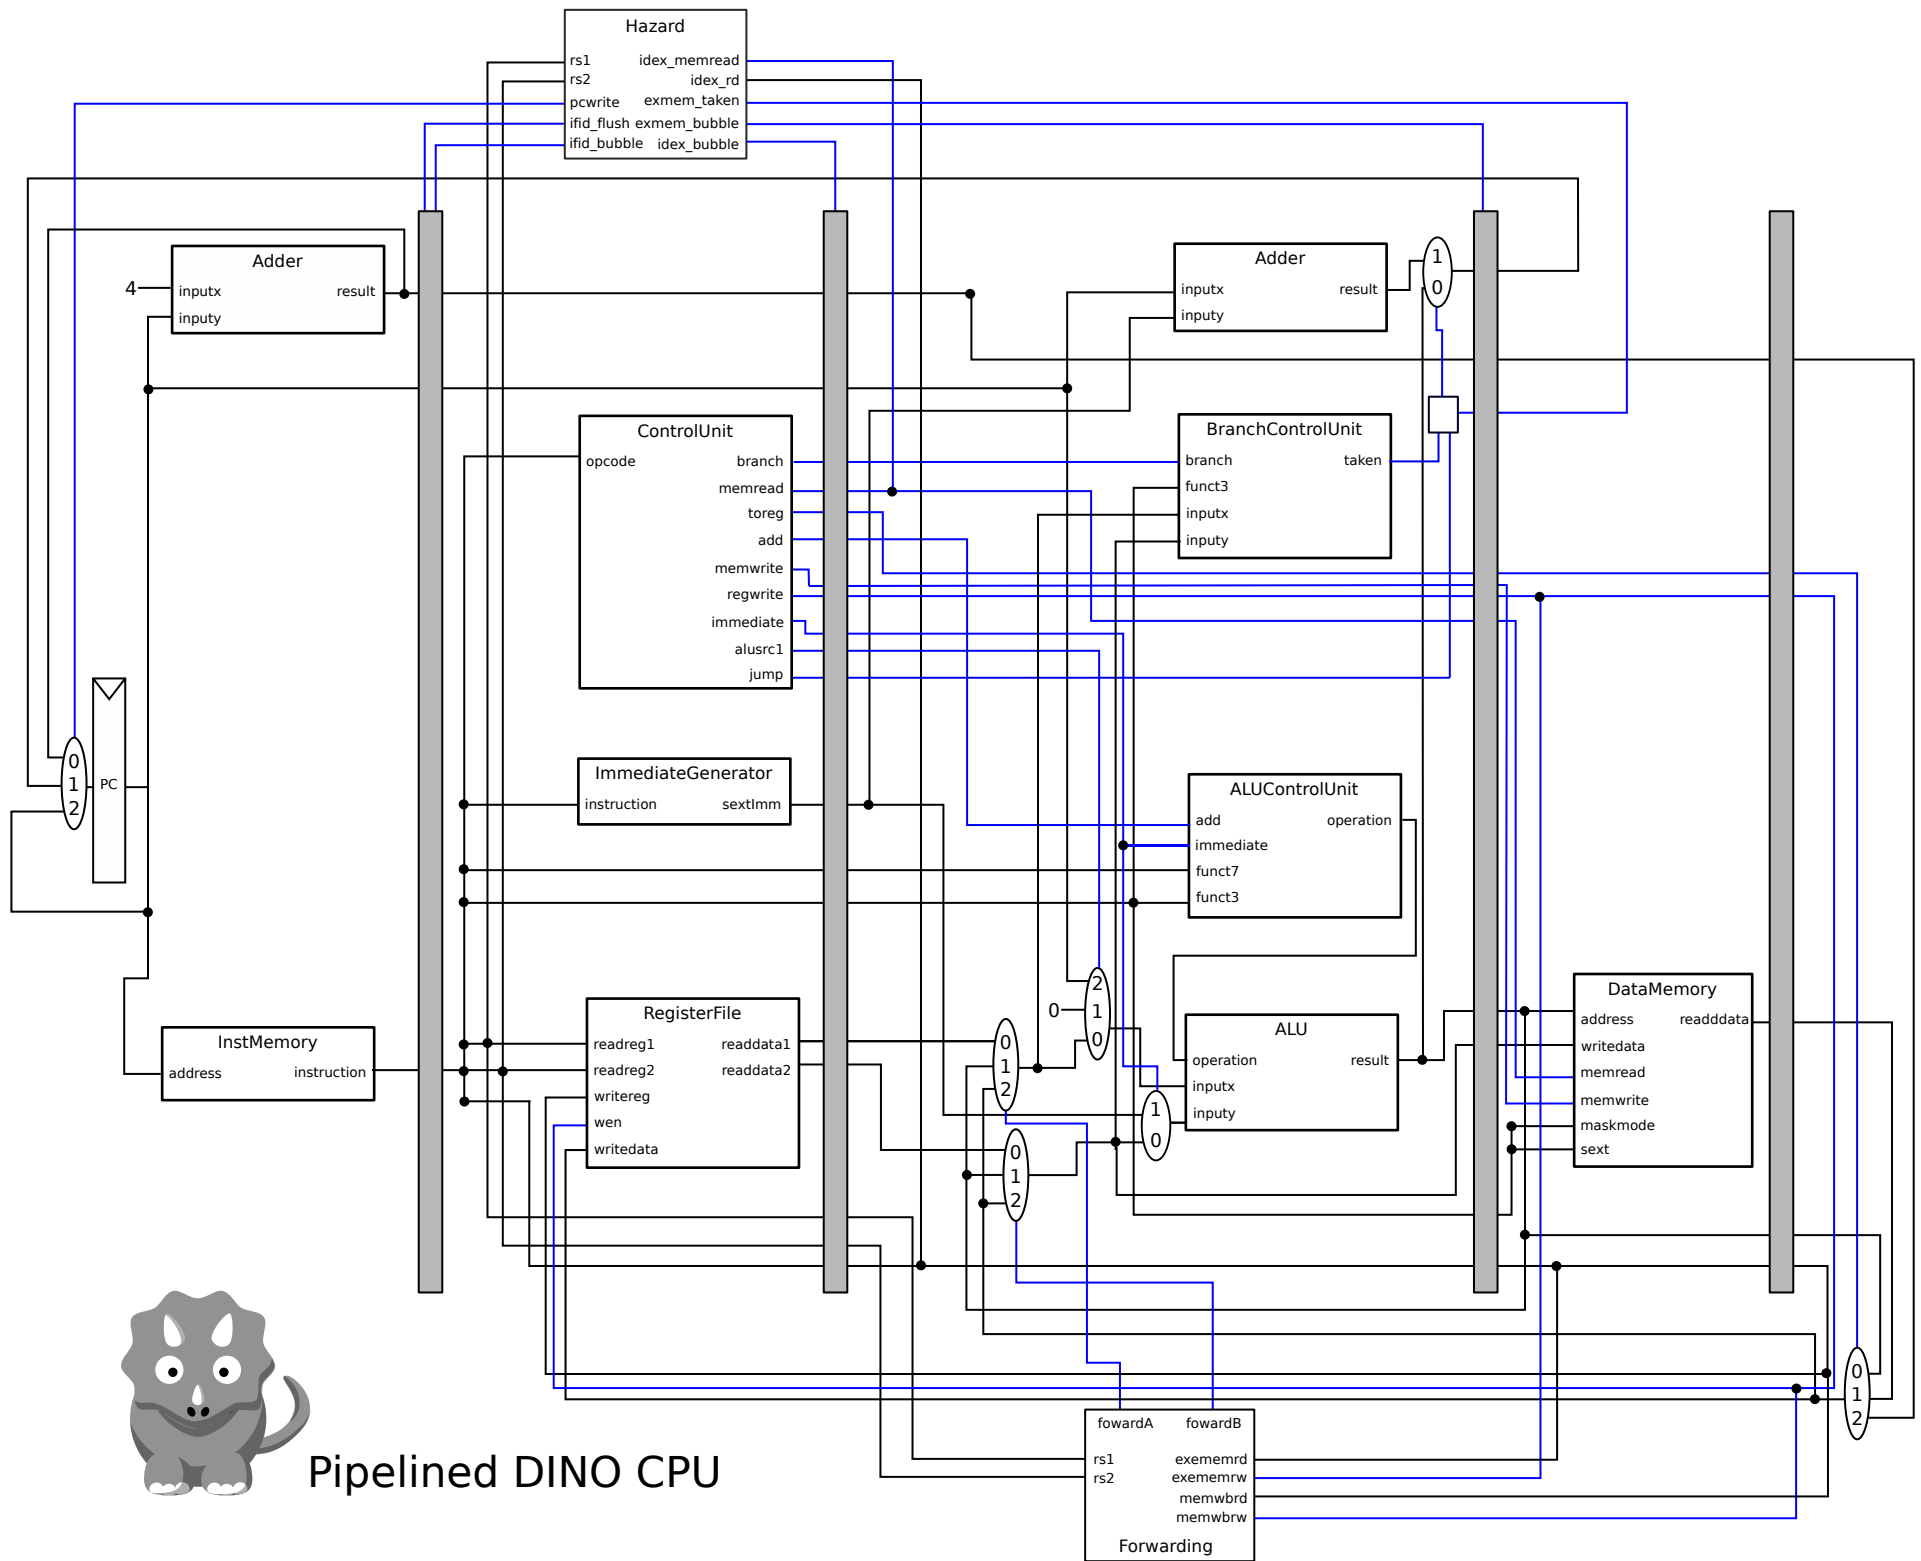 Hazard
rs1 idex_memread
rs2 idex_rd
pcwrite exmem_taken
ifid_flush exmem_bubble
ifid_bubble idex_bubble
Adder
4 inputx result
inputy
Adder
inputx result
inputy
1
0
ControlUnit
opcode branch
memread
toreg
add
memwrite
regwrite
immediate
alusrc1
jump
BranchControlUnit
branch taken
funct3
inputx
inputy
0
1
2
PC
ImmediateGenerator
instruction sextImm
ALUControlUnit
add operation
immediate
funct7
funct3
InstMemory
address instruction
RegisterFile
readreg1 readdata1
readreg2 readdata2
writereg
wen
writedata
0
1
2
0
1
2
2
0 1
0
1
0
ALU
operation result
inputx
inputy
DataMemory
address readddata
writedata
memread
memwrite
maskmode
sext
0
1
2
fowardA fowardB
rs1 exememrd
rs2 exememrw
memwbrd
memwbrw
Forwarding
Pipelined DINO CPU